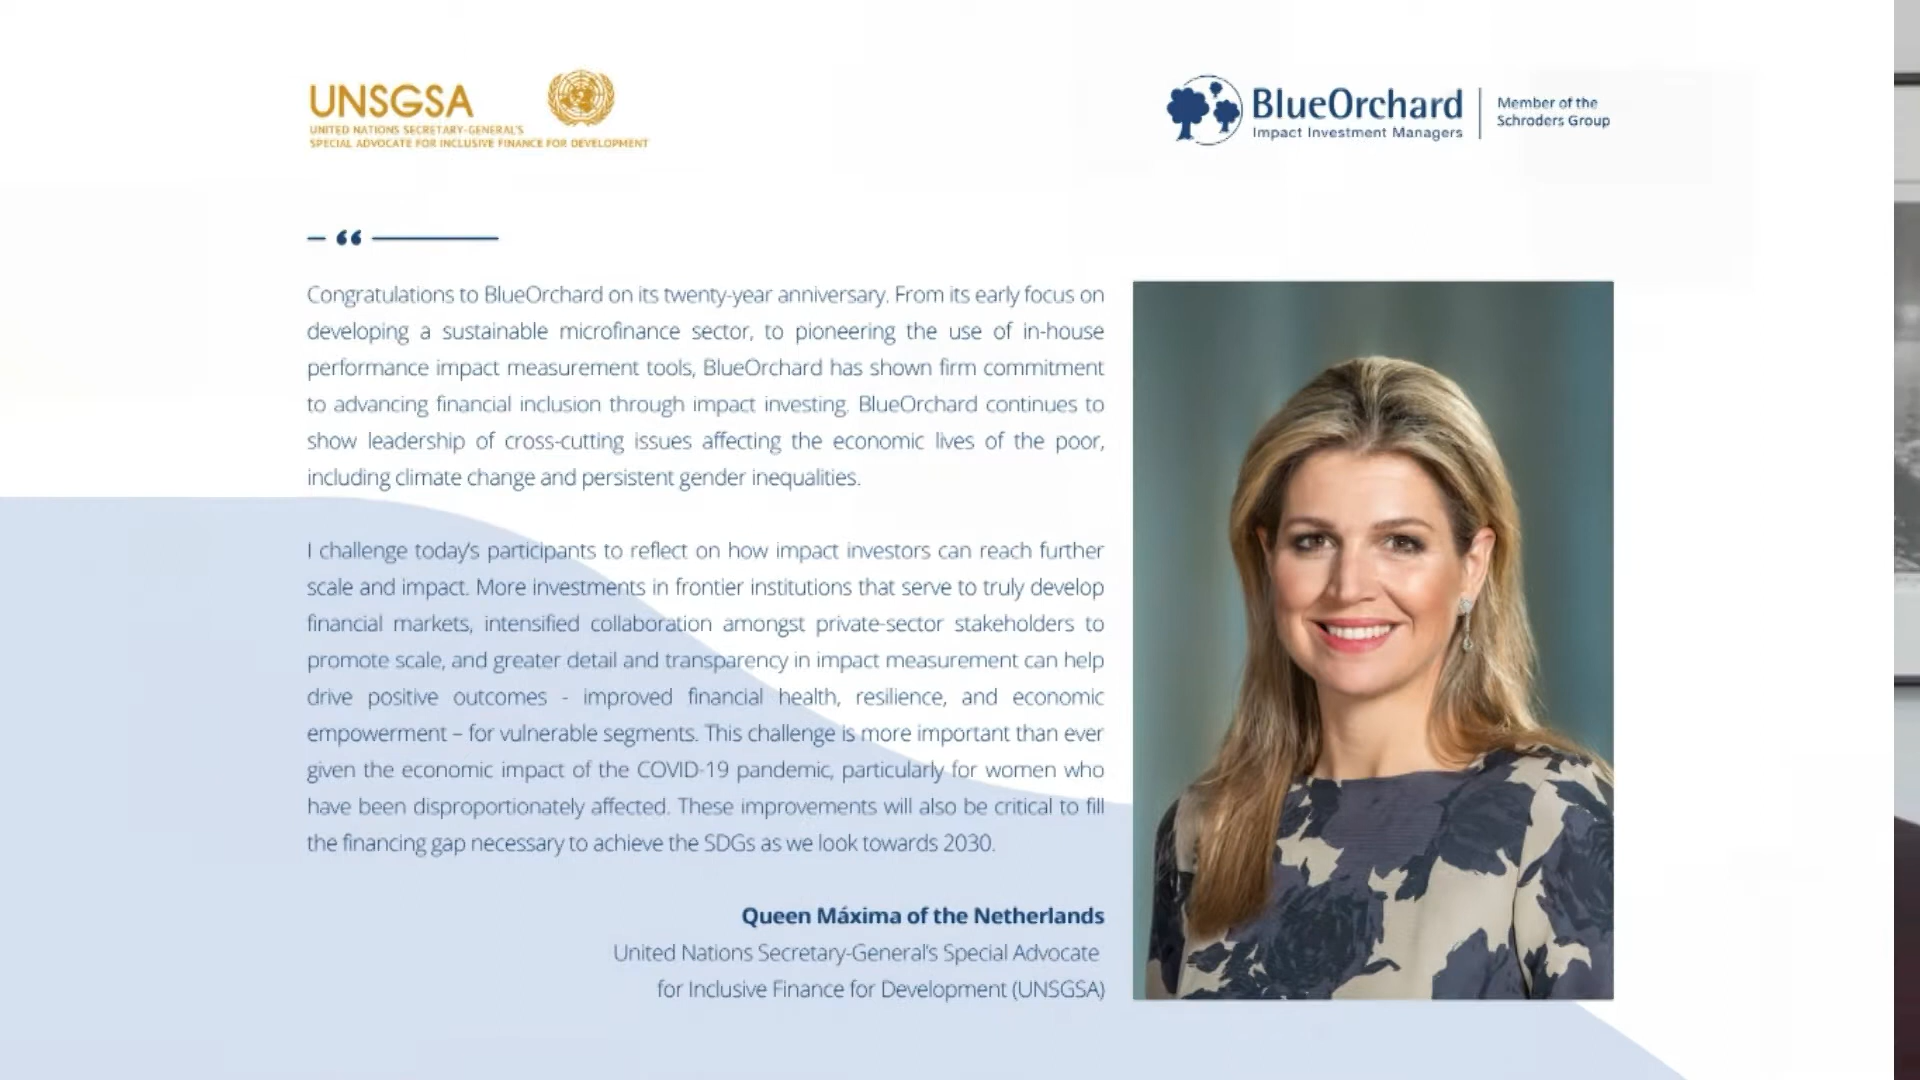 UNSGSA
UNITED NATIONS SECRETARY-GENERAL'S
SPECIAL ADVOCATE FOR INCLUSIVE FINANCE FOR DEVELOPMENT
BlueOrchard
Impact Investment Managers
Member of the
Schroders Group
“
Congratulations to BlueOrchard on its twenty-year anniversary. From its early focus on
developing a sustainable microfinance sector, to pioneering the use of in-house
performance impact measurement tools, BlueOrchard has shown firm commitment
to advancing financial inclusion through impact investing. BlueOrchard continues to
show leadership of cross-cutting issues affecting the economic lives of the poor,
including climate change and persistent gender inequalities.
I challenge today's participants to reflect on how impact investors can reach further
scale and impact. More investments in frontier institutions that serve to truly develop
financial markets, intensified collaboration amongst private-sector stakeholders to
promote scale, and greater detail and transparency in impact measurement can help
drive positive outcomes - improved financial health, resilience, and economic
empowerment – for vulnerable segments. This challenge is more important than ever
given the economic impact of the COVID-19 pandemic, particularly for women who
have been disproportionately affected. These improvements will also be critical to fill
the financing gap necessary to achieve the SDGs as we look towards 2030.
Queen Máxima of the Netherlands
United Nations Secretary-General's Special Advocate
for Inclusive Finance for Development (UNSGSA)